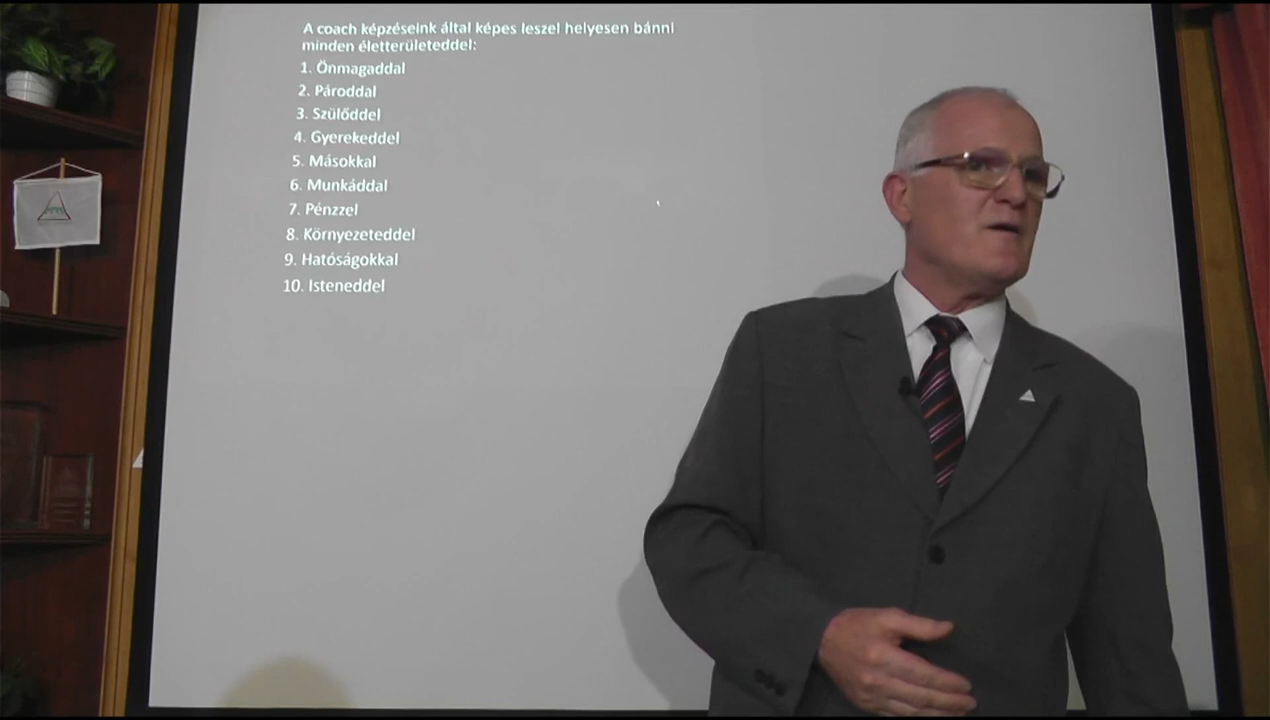 A coach képzéseink által képes leszel helyesen bánni
minden életterületeddel:
1. Önmagaddal
2. Pároddal
3. Szülőddel
4. Gyerekeddel
5. Másokkal
6. Munkáddal
7. Pénzzel
8. Környezeteddel
9. Hatóságokkal
10. Isteneddel